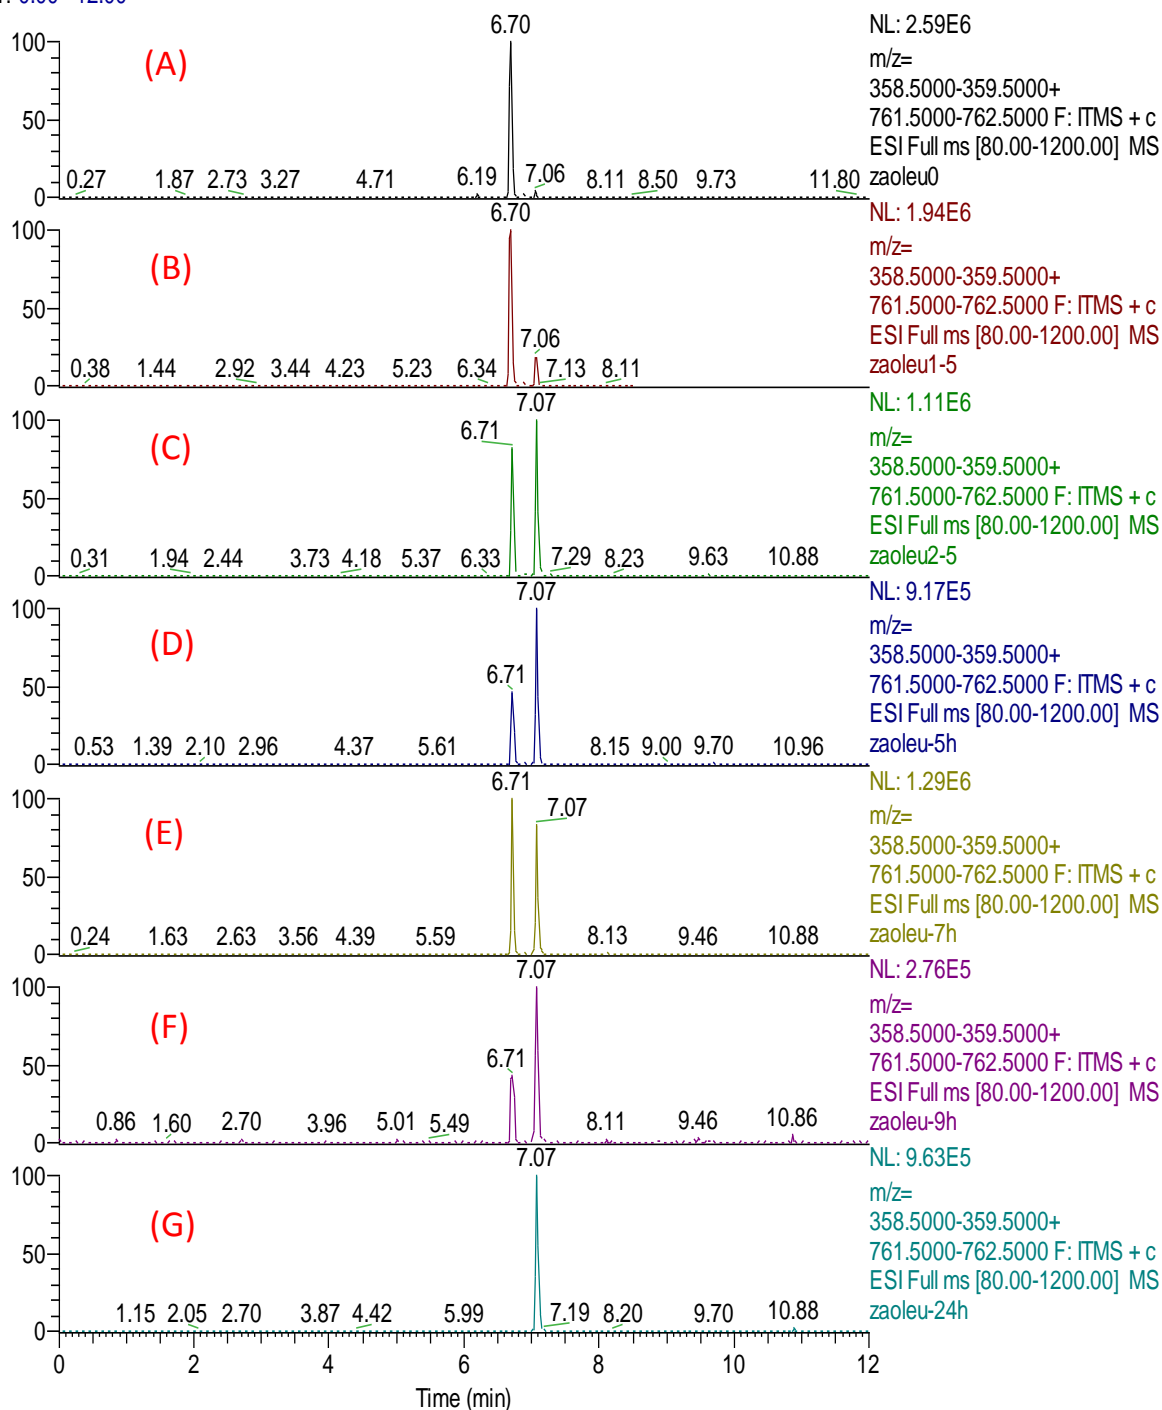 6.70
NL: 2.59E6
100
(A)
m/z=
358.5000-359.5000+
50
761.5000-762.5000 F: ITMS + c
ESI Full ms [80.00-1200.00] MS
0.27 1.87 2.73 3.27 4.71 6.19 7.06 8.11 8.50 9.73 11.80 zaoleu0
0
6.70
NL: 1.94E6
100
(B)
m/z=
358.5000-359.5000+
50
761.5000-762.5000 F: ITMS + c
7.06
ESI Full ms [80.00-1200.00] MS
0.38 1.44 2.92 3.44 4.23 5.23 6.34 7.13 8.11 zaoleu1-5
0
7.07
NL: 1.11E6
100
6.71
(C)
m/z=
358.5000-359.5000+
50
761.5000-762.5000 F: ITMS + c
ESI Full ms [80.00-1200.00] MS
0.31 1.94 2.44 3.73 4.18 5.37 6.33 7.29 8.23 9.63 10.88 zaoleu2-5
0
7.07
NL: 9.17E5
100
(D)
m/z=
358.5000-359.5000+
6.71
50
761.5000-762.5000 F: ITMS + c
ESI Full ms [80.00-1200.00] MS
0.53 1.39 2.10 2.96 4.37 5.61 8.15 9.00 9.70 10.96 zaoleu-5h
0
6.71
NL: 1.29E6
100
7.07
(E)
m/z=
358.5000-359.5000+
50
761.5000-762.5000 F: ITMS + c
ESI Full ms [80.00-1200.00] MS
0.24 1.63 2.63 3.56 4.39 5.59 8.13 9.46 10.88 zaoleu-7h
0
7.07
NL: 2.76E5
100
(F)
m/z=
358.5000-359.5000+
6.71
50
761.5000-762.5000 F: ITMS + c
ESI Full ms [80.00-1200.00] MS
0.86 1.60 2.70 3.96 5.01 5.49 8.11 9.46 10.86 zaoleu-9h
0
7.07
NL: 9.63E5
100
(G)
m/z=
358.5000-359.5000+
50
761.5000-762.5000 F: ITMS + c
ESI Full ms [80.00-1200.00] MS
1.15 2.05 2.70 3.87 4.42 5.99 7.19 8.20 9.70 10.88 zaoleu-24h
0
0 2 4 6 8 10 12
Time (min)